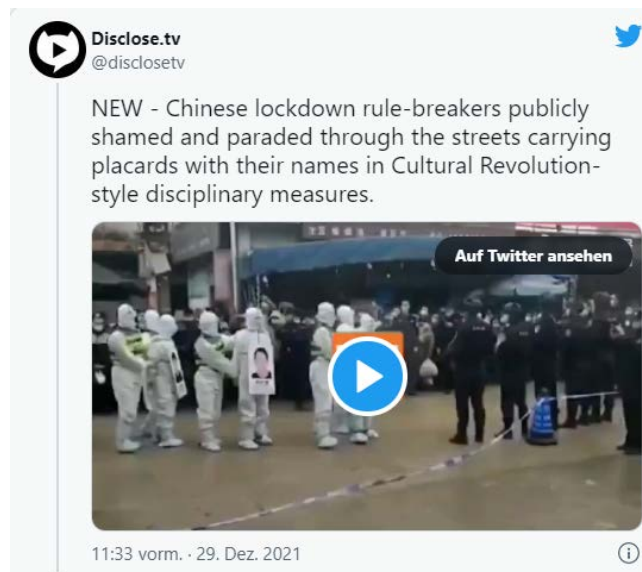 Disclose.tv
@disclosetv
NEW - Chinese lockdown rule-breakers publicly
shamed and paraded through the streets carrying
placards with their names in Cultural Revolution-
style disciplinary measures.
Auf Twitter ansehen
11:33 vorm. · 29. Dez. 2021